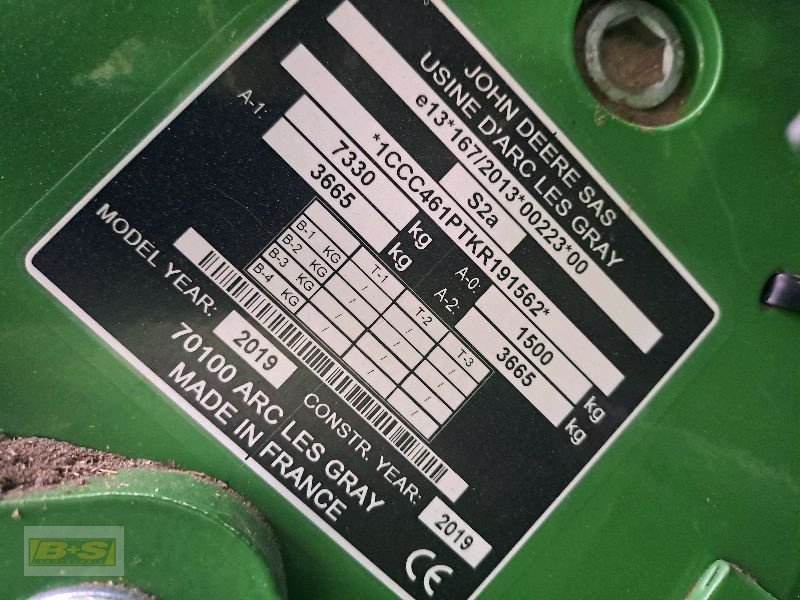 JOHN DEERE SAS
USINE D'ARC LES GRAY
e13*167/2013*00223*00
S2a
*1CCC461PTKR191562*
7330 kg A-0: 1500 kg
A-1: 3665 kg A-2: 3665 kg
B-1 KG T-1 T-2 T-3
B-2 KG / / /
B-3 KG / / /
B-4 KG / / /
MODEL YEAR: 2019 CONSTR. YEAR: 2019
70100 ARC LES GRAY
MADE IN FRANCE
CE
B+S